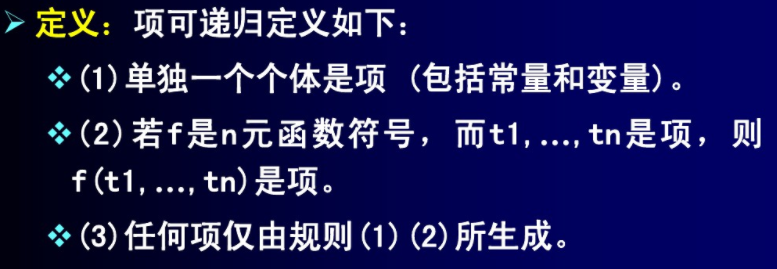 定义：项可递归定义如下：
(1)单独一个个体是项 (包括常量和变量)。
(2)若f是n元函数符号，而t1,...,tn是项，则
f(t1,...,tn)是项。
(3)任何项仅由规则(1)(2)所生成。